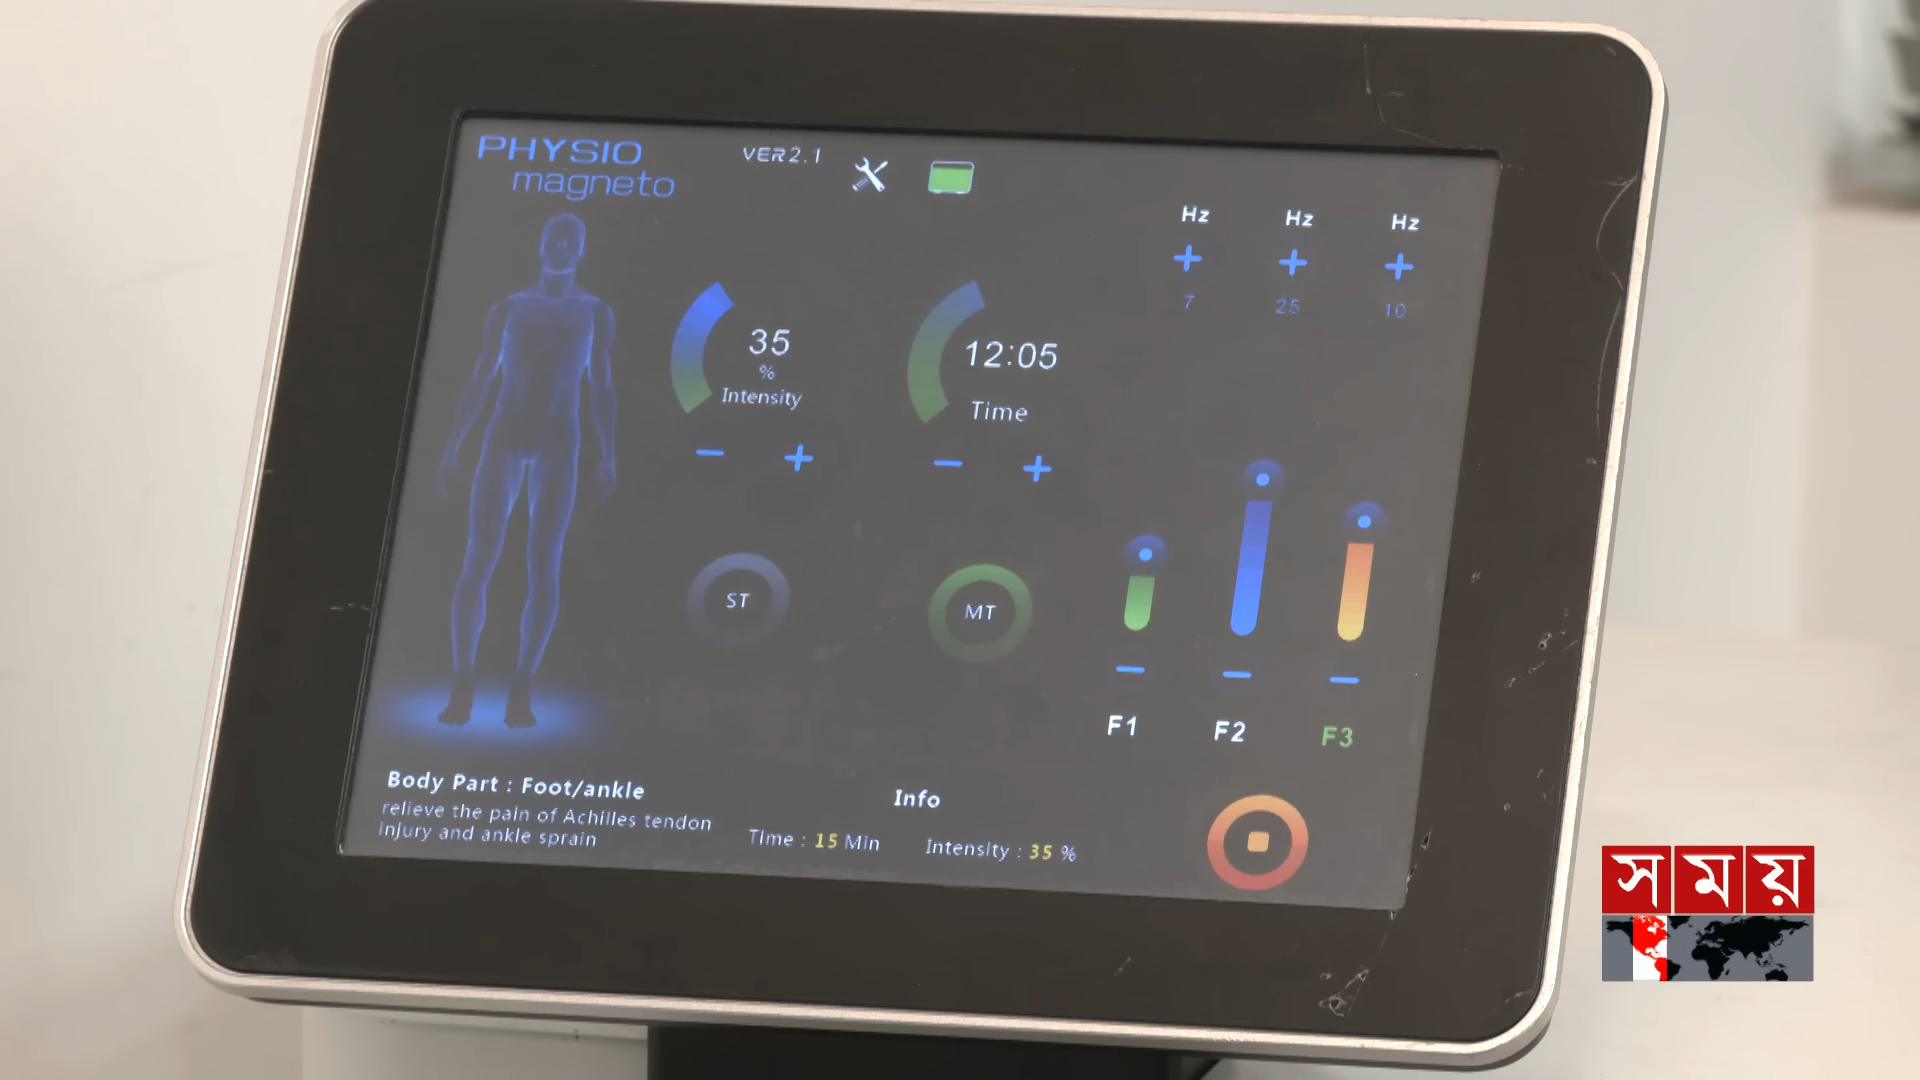 PHYSIO
magneto
VER2.1
Hz Hz Hz
7 25 10
35
%
Intensity
12:05
Time
ST
MT
F1 F2 F3
Body Part : Foot/ankle
relieve the pain of Achilles tendon
injury and ankle sprain
Info
Time : 15 Min
Intensity : 35 %
সময়